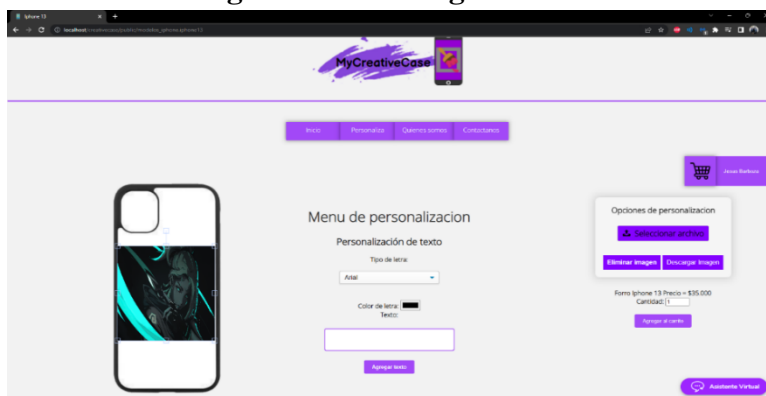 Iphone 13
MyCreativeCase
Inicio
Personaliza
Quienes somos
Contactanos
Jesus Barbosa
Menu de personalizacion
Personalización de texto
Tipo de letra:
Arial
Color de letra:
Texto:
Agregar texto
Opciones de personalizacion
Seleccionar archivo
Eliminar images
Descargar Imagen
Forro Iphone 13 Precio = $35.000
Cantidad: 1
Agregar al carrito
Asistente Virtual